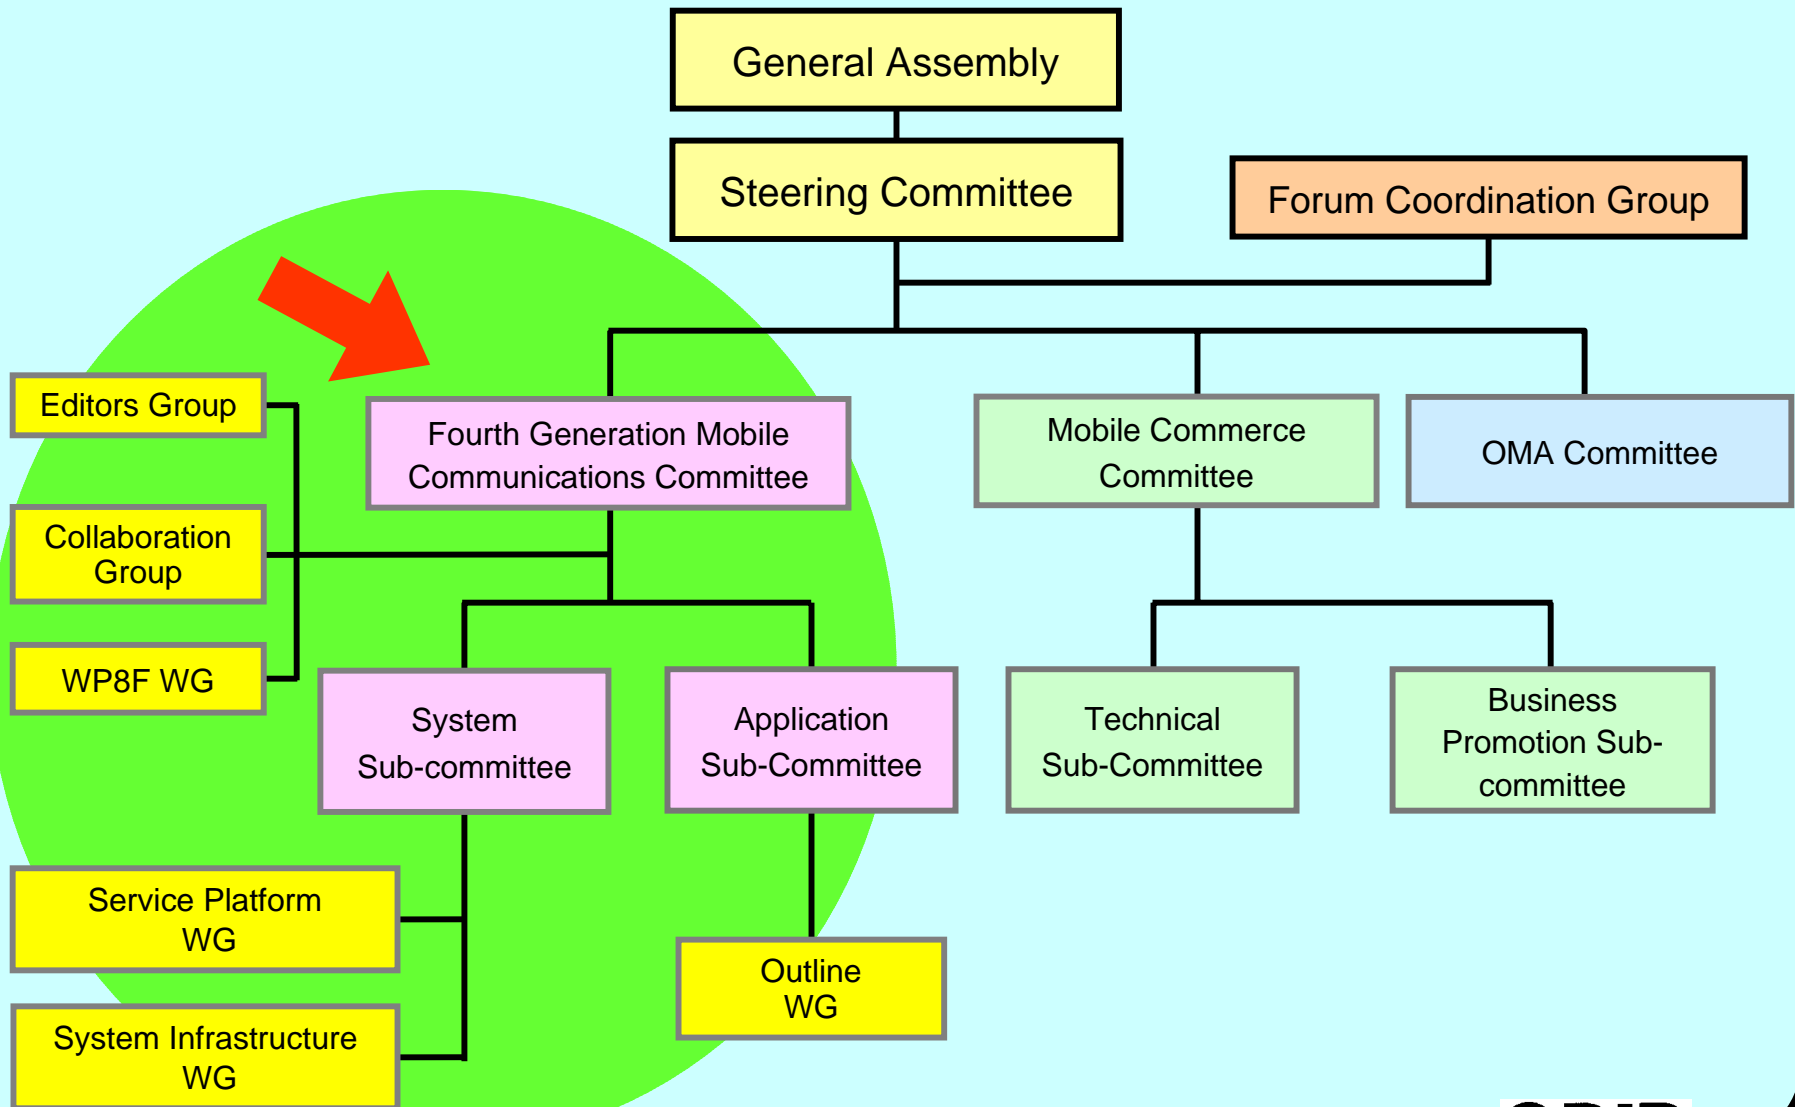 General Assembly
Steering Committee
Forum Coordination Group
Editors Group
Fourth Generation Mobile
Communications Committee
Mobile Commerce
Committee
OMA Committee
Collaboration
Group
WP8F WG
System
Sub-committee
Application
Sub-Committee
Technical
Sub-Committee
Business
Promotion Sub-
committee
Service Platform
WG
Outline
WG
System Infrastructure
WG